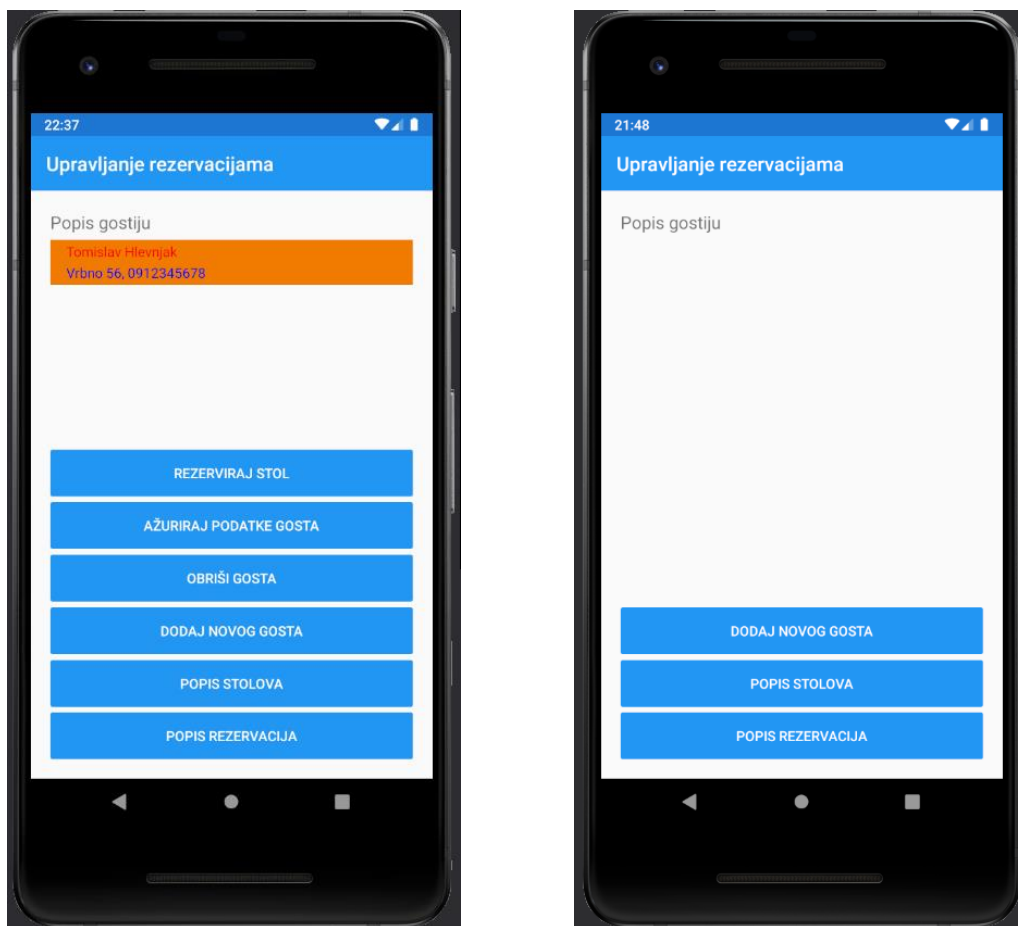 22:37
Upravljanje rezervacijama
Popis gostiju
Tomislav Hlevnjak
Vrbno 56, 0912345678
REZERVIRAJ STOL
AŽURIRAJ PODATKE GOSTA
OBRIŠI GOSTA
DODAJ NOVOG GOSTA
POPIS STOLOVA
POPIS REZERVACIJA
21:48
Upravljanje rezervacijama
Popis gostiju
DODAJ NOVOG GOSTA
POPIS STOLOVA
POPIS REZERVACIJA